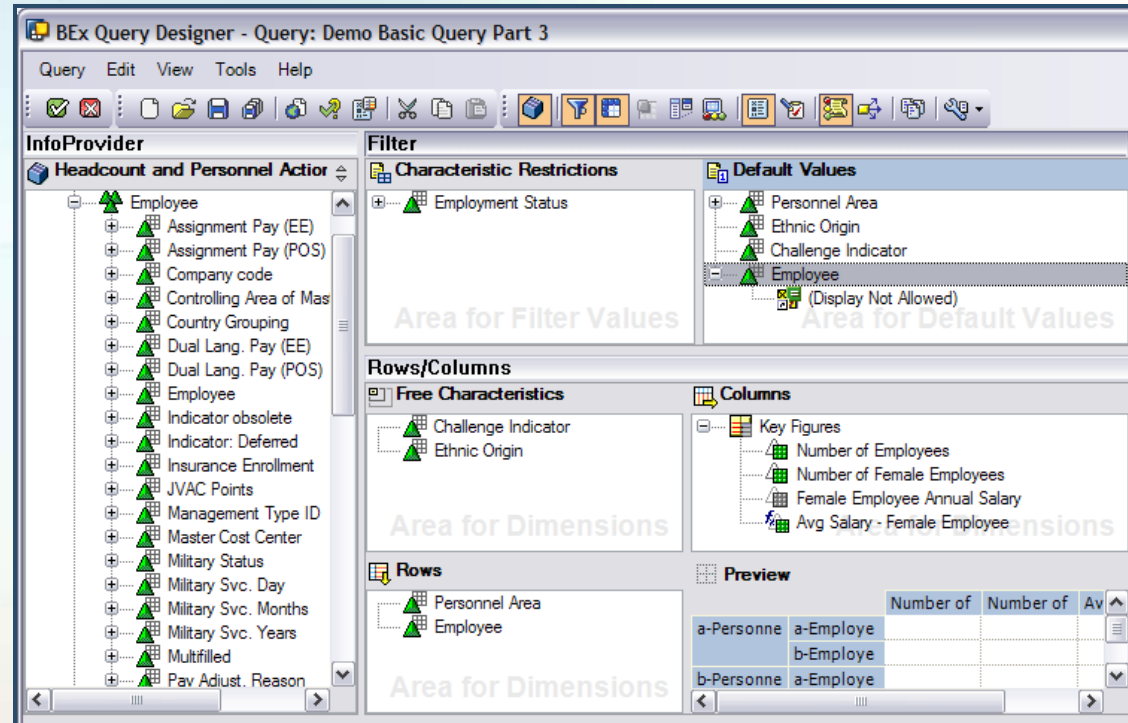 BEx Query Designer - Query: Demo Basic Query Part 3
Query Edit View Tools Help
InfoProvider
Headcount and Personnel Action
Employee
Assignment Pay (EE)
Assignment Pay (POS)
Company code
Controlling Area of Mas
Country Grouping
Dual Lang. Pay (EE)
Dual Lang. Pay (POS)
Employee
Indicator obsolete
Indicator: Deferred
Insurance Enrollment
JVAC Points
Management Type ID
Master Cost Center
Military Status
Military Svc. Day
Military Svc. Months
Military Svc. Years
Multifilled
Pay Adjust. Reason
Filter
Characteristic Restrictions
Employment Status
Area for Filter Values
Default Values
Personnel Area
Ethnic Origin
Challenge Indicator
Employee
(Display Not Allowed)
Area for Default Values
Rows/Columns
Free Characteristics
Challenge Indicator
Ethnic Origin
Area for Dimensions
Columns
Key Figures
Number of Employees
Number of Female Employees
Female Employee Annual Salary
Avg Salary - Female Employee
Area for Dimensions
Rows
Personnel Area
Employee
Area for Dimensions
Preview
Number of Number of Av
a-Personne a-Employe
b-Employe
b-Personne a-Employe